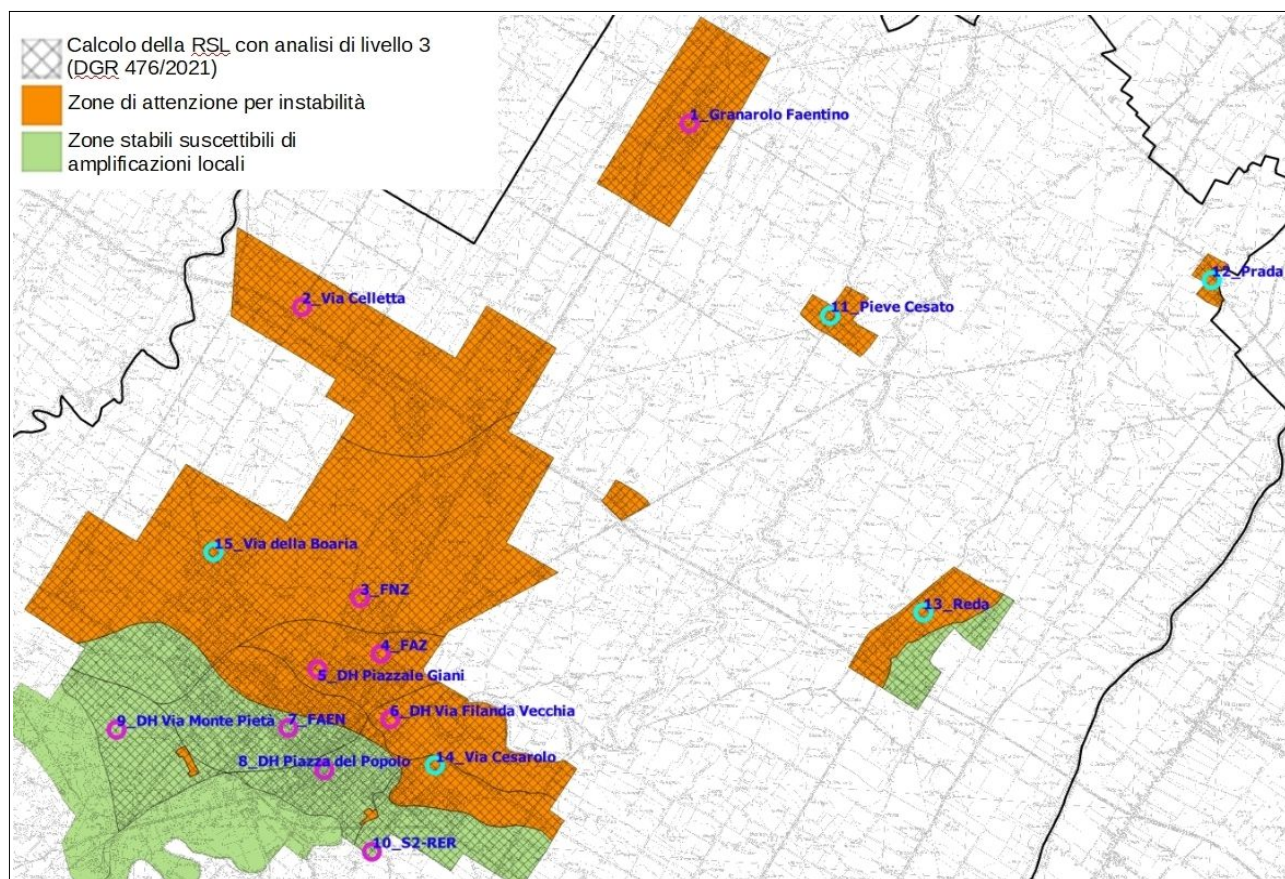 Calcolo della RSL con analisi di livello 3
(DGR 476/2021)
Zone di attenzione per instabilità
Zone stabili suscettibili di
amplificazioni locali
1_Granarolo Faentino
12_Prada
2_Via Celletta
11_Pieve Cesato
15_Via della Boaria
3_FNZ
13_Reda
4_FAZ
5_DH Piazzale Giani
6_DH Via Filanda Vecchia
9_DH Via Monte Pietà
7_FAEN
8_DH Piazza del Popolo
14_Via Cesarolo
10_S2-RER